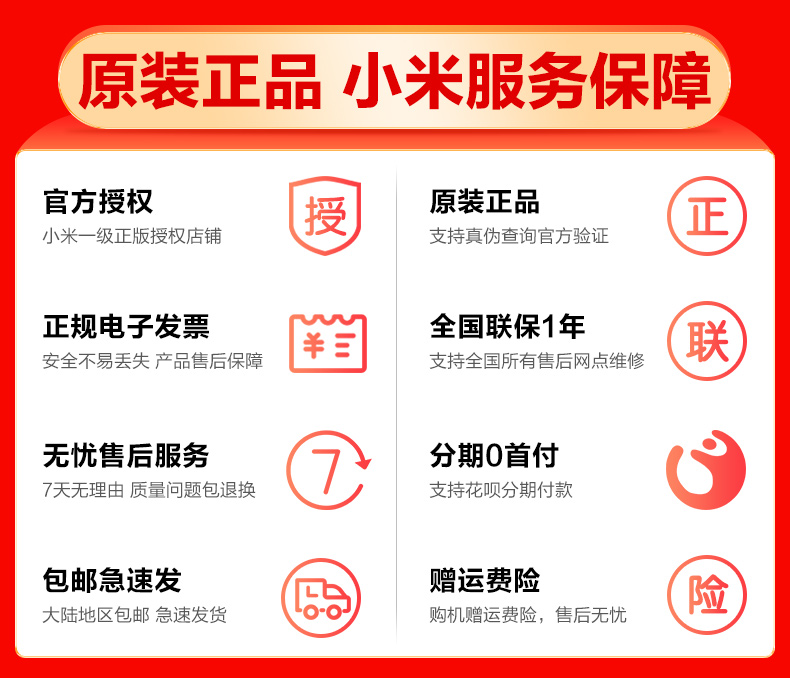 原装正品 小米服务保障
官方授权
小米一级正版授权店铺
授
原装正品
支持真伪查询官方验证
正
正规电子发票
安全不易丢失 产品售后保障
¥
全国联保1年
支持全国所有售后网点维修
联
无忧售后服务
7天无理由 质量问题包退换
7
分期0首付
支持花呗分期付款
包邮急速发
大陆地区包邮 急速发货
赠运费险
购机赠运费险，售后无忧
险